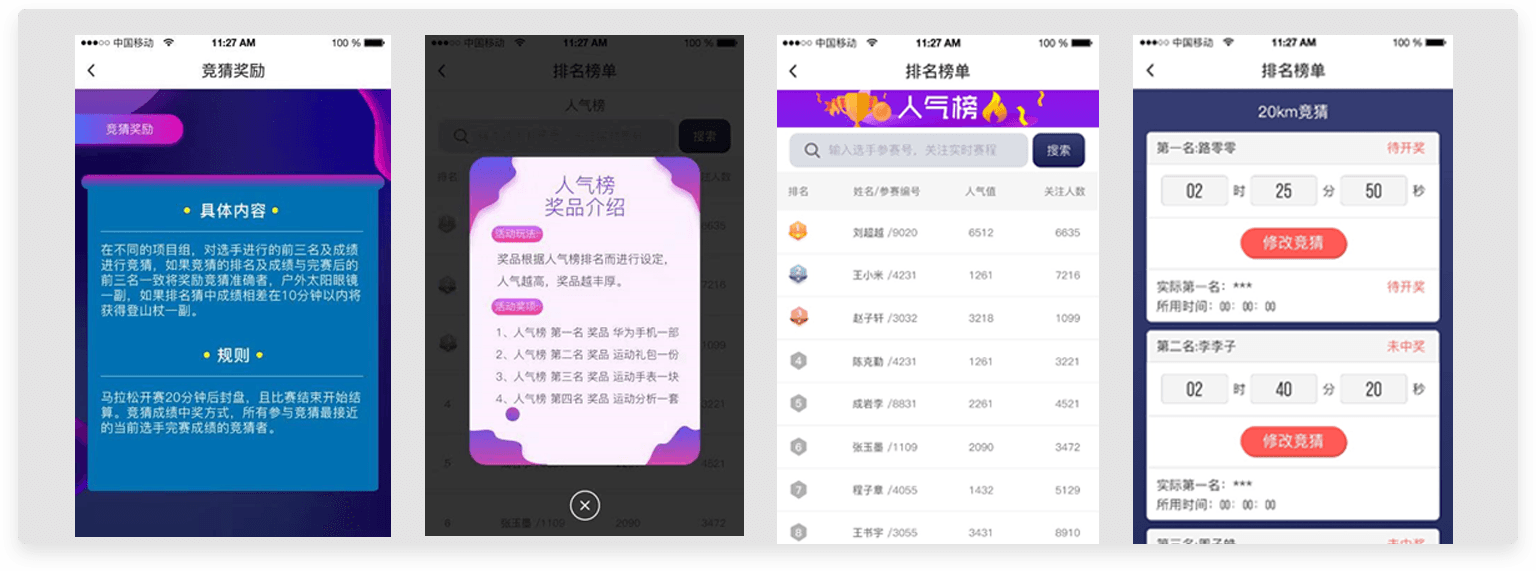 中国移动
11:27 AM
100 %
竞猜奖励
竞猜奖励
具体内容
在不同的项目组，对选手进行的前三名及成绩
进行竞猜，如果竞猜的排名及成绩与完赛后的
前三名一致将奖励竞猜准确者，户外太阳眼镜
一副，如果排名猜中成绩相差在10分钟以内将
获得登山杖一副。
规则
马拉松开赛20分钟后封盘，且比赛结束开始结
算。竞猜成绩中奖方式，所有参与竞猜最接近
的当前选手完赛成绩的竞猜者。
中国移动
11:27 AM
100 %
排名榜单
人气榜
搜索
排名
注人数
6635
7216
1099
4
3221
5
4521
6
张玉墨 /1109
2090
3472
人气榜
奖品介绍
活动玩法
奖品根据人气榜排名而进行设定，
人气越高，奖品越丰厚。
活动奖项
1、人气榜 第一名 奖品 华为手机一部
2、人气榜 第二名 奖品 运动礼包一份
3、人气榜 第三名 奖品 运动手表一块
4、人气榜 第四名 奖品 运动分析一套
中国移动
11:27 AM
100 %
排名榜单
人气榜
输入选手参赛号，关注实时赛程
搜索
排名 姓名/参赛编号 人气值 关注人数
刘超越 /9020 6512 6635
王小米 /4231 1261 7216
赵子轩 /3032 3218 1099
4 陈克勤 /4231 1261 3221
5 成岩李 /8831 2261 4521
6 张玉墨 /1109 2090 3472
7 程子章 /4055 1432 5129
8 王书宇 /3055 3431 8910
中国移动
11:27 AM
100 %
排名榜单
20km竞猜
第一名:路零零 待开奖
02 时 25 分 50 秒
修改竞猜
实际第一名：*** 待开奖
所用时间：00: 00: 00
第二名:李李子 未中奖
02 时 40 分 20 秒
修改竞猜
实际第一名：***
所用时间：00: 00: 00